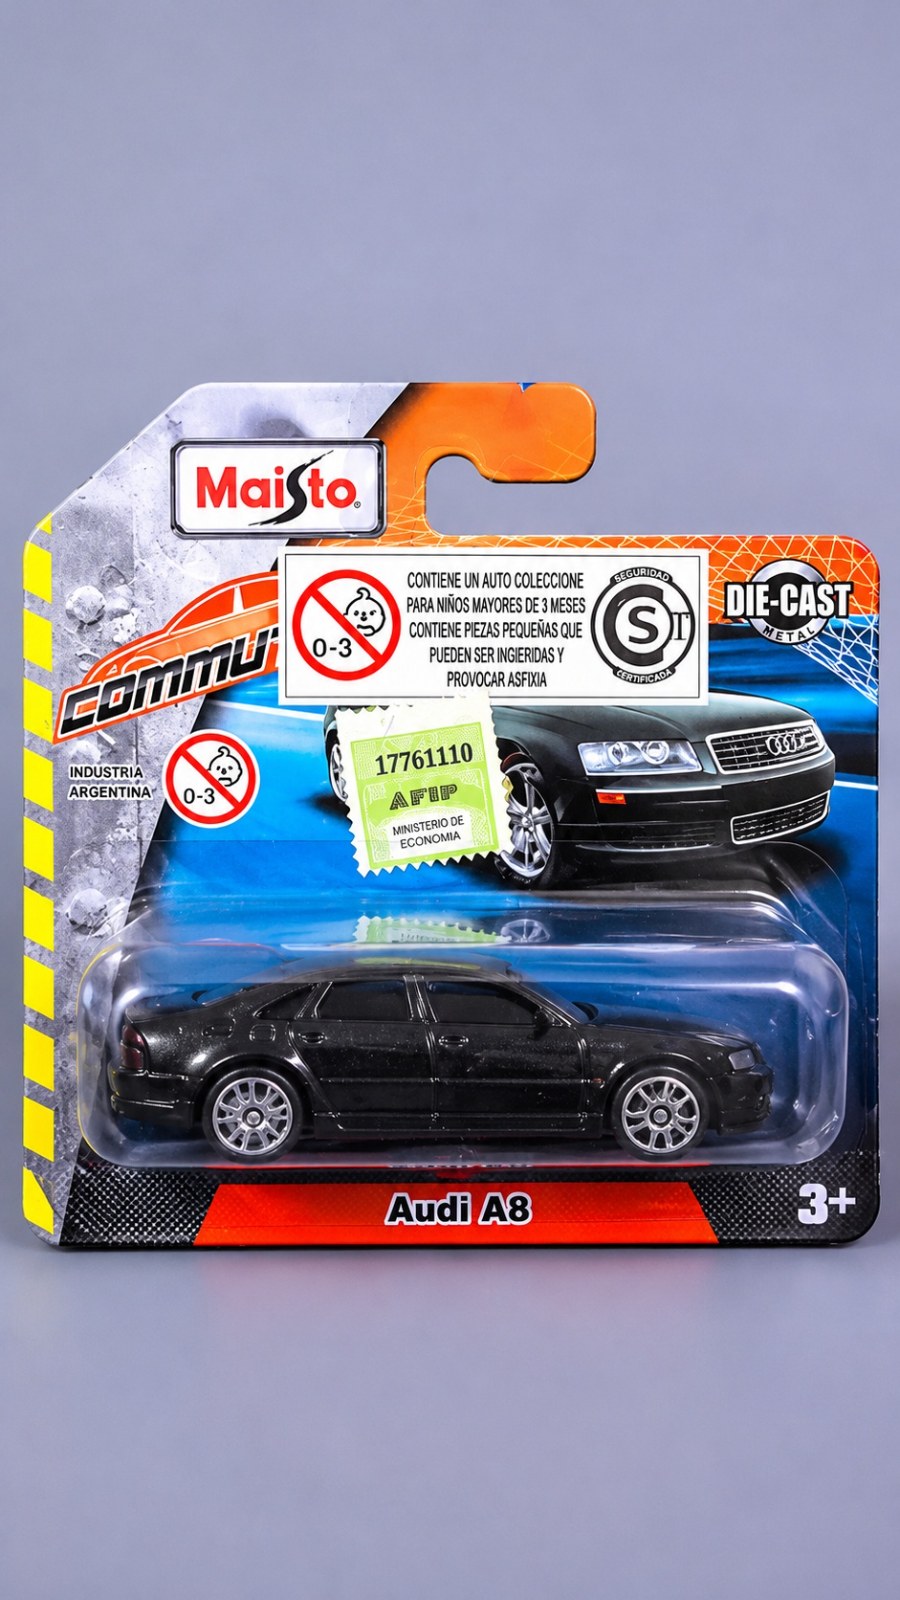 Maisto®
CONTIENE UN AUTO COLECCIONE
PARA NIÑOS MAYORES DE 3 MESES
CONTIENE PIEZAS PEQUEÑAS QUE
PUEDEN SER INGIERIDAS Y
PROVOCAR ASFIXIA
0-3
SEGURIDAD
S
T
CERTIFICADA
DIE-CAST
METAL
COMMUT
INDUSTRIA
ARGENTINA
0-3
17761110
AFIP
MINISTERIO DE
ECONOMIA
Audi A8
3+